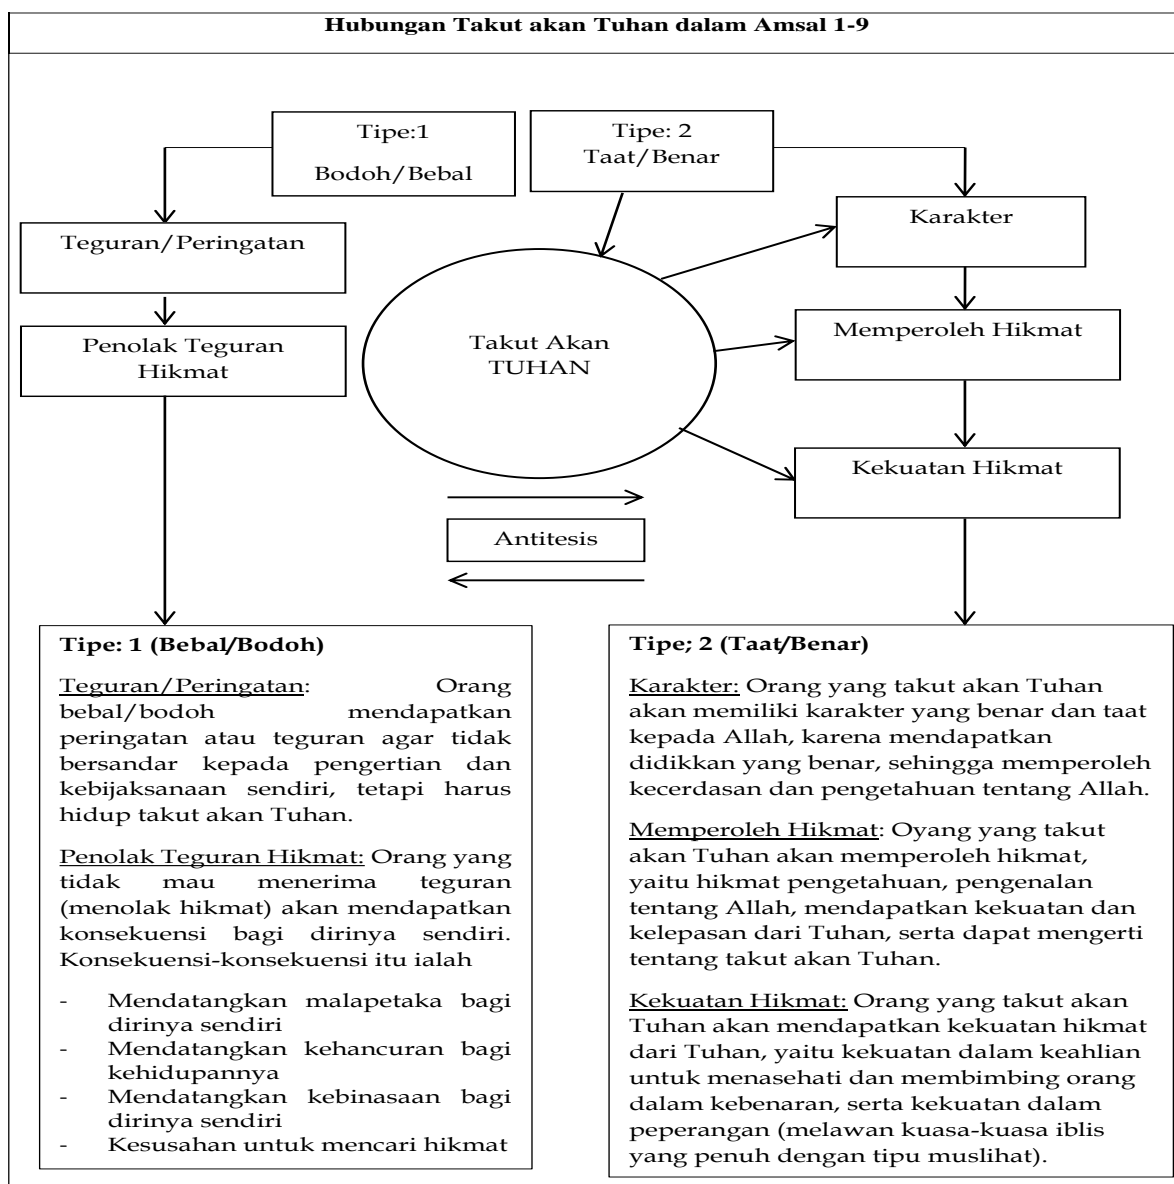 Hubungan Takut akan Tuhan dalam Amsal 1-9
Tipe:1
Bodoh/Bebal
Tipe: 2
Taat/Benar
Teguran/Peringatan
Karakter
Penolak Teguran
Hikmat
Takut Akan
TUHAN
Memperoleh Hikmat
Kekuatan Hikmat
Antitesis
Tipe: 1 (Bebal/Bodoh)
Teguran/Peringatan: Orang
bebal/bodoh mendapatkan
peringatan atau teguran agar tidak
bersandar kepada pengertian dan
kebijaksanaan sendiri, tetapi harus
hidup takut akan Tuhan.
Penolak Teguran Hikmat: Orang yang
tidak mau menerima teguran
(menolak hikmat) akan mendapatkan
konsekuensi bagi dirinya sendiri.
Konsekuensi-konsekuensi itu ialah
- Mendatangkan malapetaka bagi
dirinya sendiri
- Mendatangkan kehancuran bagi
kehidupannya
- Mendatangkan kebinasaan bagi
dirinya sendiri
- Kesusahan untuk mencari hikmat
Tipe; 2 (Taat/Benar)
Karakter: Orang yang takut akan Tuhan
akan memiliki karakter yang benar dan taat
kepada Allah, karena mendapatkan
didikkan yang benar, sehingga memperoleh
kecerdasan dan pengetahuan tentang Allah.
Memperoleh Hikmat: Oyang yang takut
akan Tuhan akan memperoleh hikmat,
yaitu hikmat pengetahuan, pengenalan
tentang Allah, mendapatkan kekuatan dan
kelepasan dari Tuhan, serta dapat mengerti
tentang takut akan Tuhan.
Kekuatan Hikmat: Orang yang takut akan
Tuhan akan mendapatkan kekuatan hikmat
dari Tuhan, yaitu kekuatan dalam keahlian
untuk menasehati dan membimbing orang
dalam kebenaran, serta kekuatan dalam
peperangan (melawan kuasa-kuasa iblis
yang penuh dengan tipu muslihat).